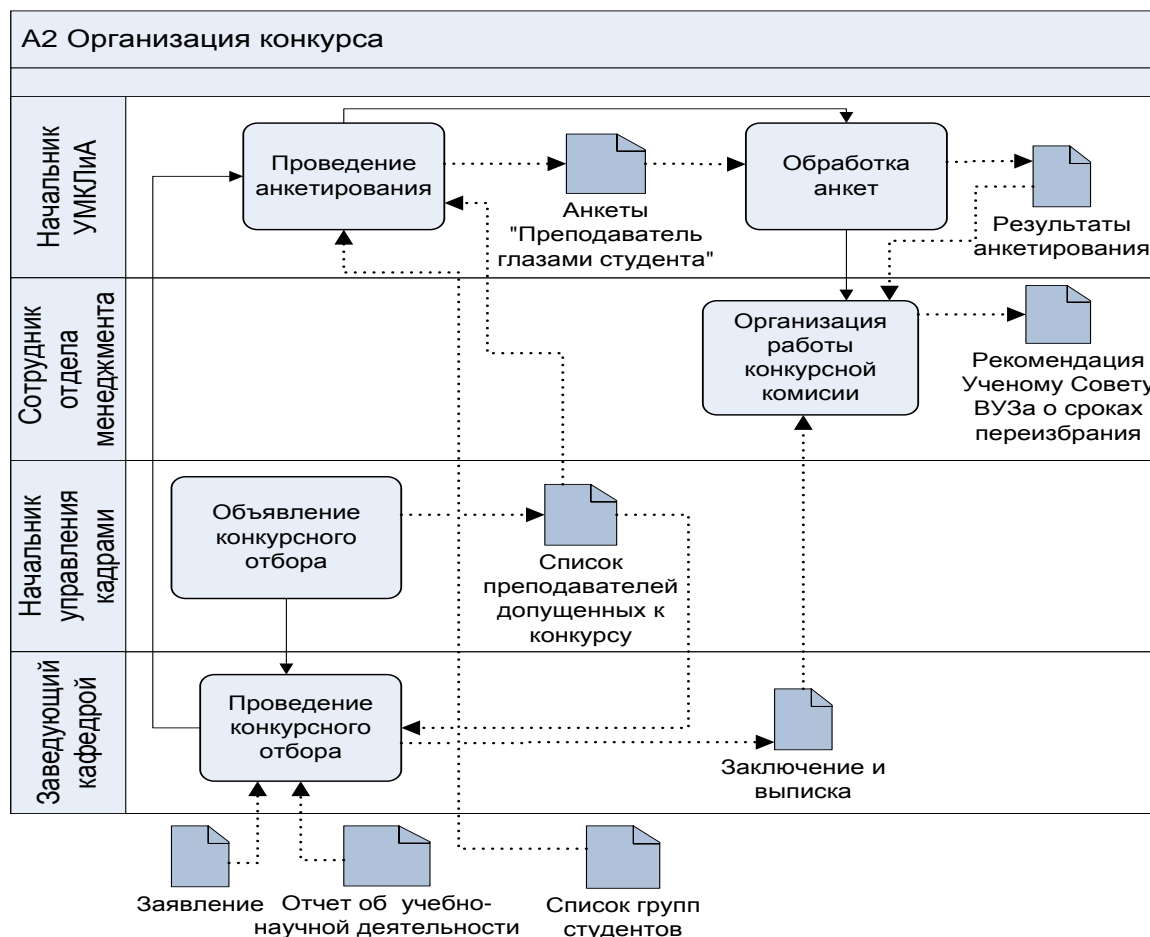 А2 Организация конкурса
Начальник
УМКЛиА
Проведение
анкетирования
Анкеты
"Преподаватель
глазами студента"
Обработка
анкет
Результаты
анкетирования
Сотрудник
отдела
менеджмента
Организация
работы
конкурсной
комисии
Рекомендация
Ученому Совету
ВУЗа о сроках
переизбрания
Начальник
управления
кадрами
Объявление
конкурсного
отбора
Список
преподавателей
допущенных к
конкурсу
Заведующий
кафедрой
Проведение
конкурсного
отбора
Заключение и
выписка
Заявление
Отчет об учебно-
научной деятельности
Список групп
студентов